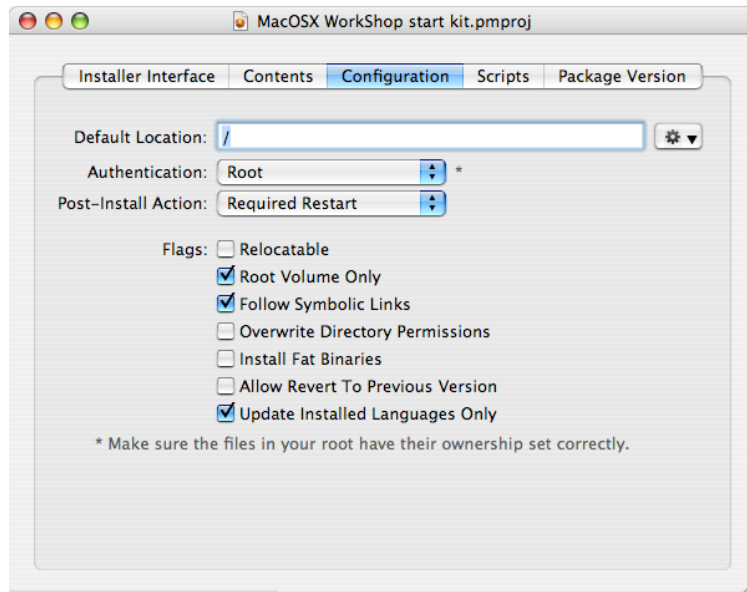 MacOSX WorkShop start kit.pmproj
Installer Interface Contents Configuration Scripts Package Version
Default Location: /
Authentication: Root *
Post-Install Action: Required Restart
Flags: Relocatable
Root Volume Only
Follow Symbolic Links
Overwrite Directory Permissions
Install Fat Binaries
Allow Revert To Previous Version
Update Installed Languages Only
* Make sure the files in your root have their ownership set correctly.